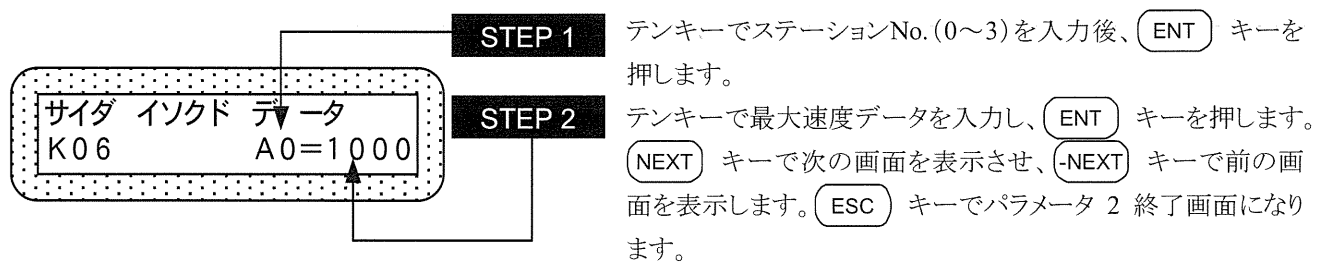 STEP 1
テンキーでステーションNo.(0～3)を入力後、 ENT キーを
押します。
サイダ イソクド データ
K06 A0=1000
STEP 2
テンキーで最大速度データを入力し、 ENT キーを押します。
NEXT キーで次の画面を表示させ、 -NEXT キーで前の画
面を表示します。 ESC キーでパラメータ 2 終了画面になり
ます。